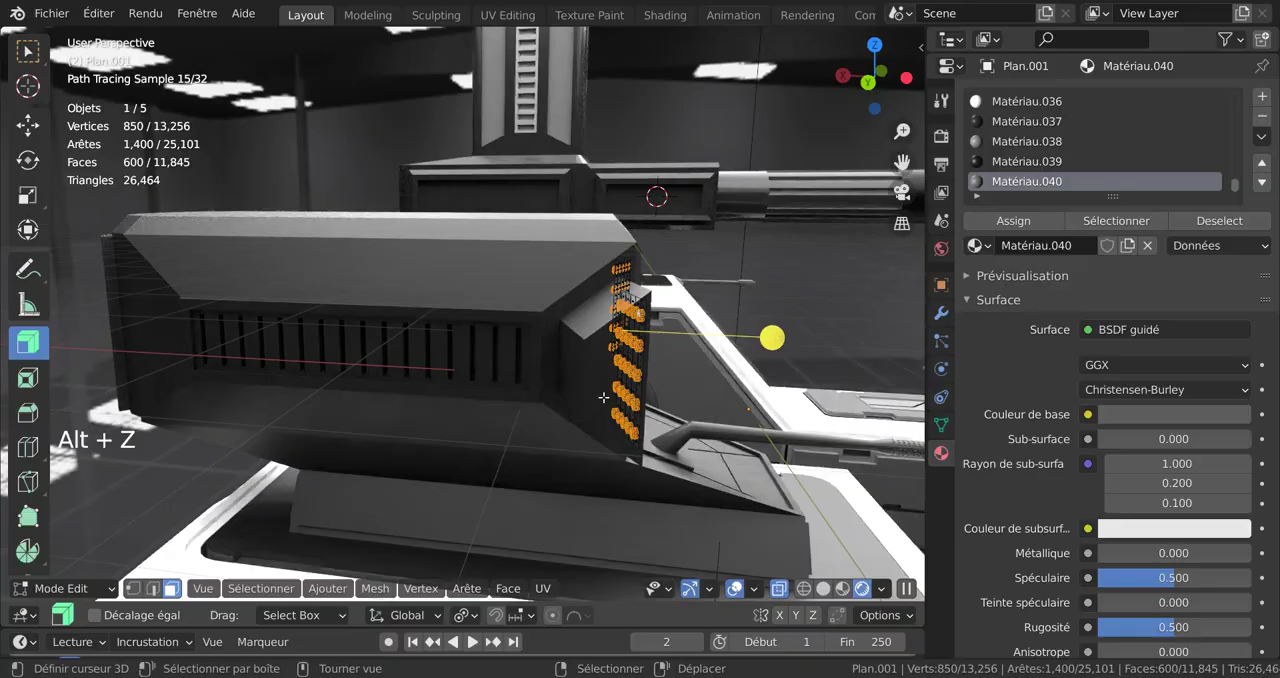 Fichier Éditer Rendu Fenêtre Aide Layout Modeling Sculpting UV Editing Texture Paint Shading Animation Rendering Con Scene View Layer
User Perspective
(2) Plan.001
Path Tracing Sample 15/32
Objets 1 / 5
Vertices 850 / 13,256
Arêtes 1,400 / 25,101
Faces 600 / 11,845
Triangles 26,464
Z
X
Y
Alt + Z
Plan.001 Matériau.040
Matériau.036
Matériau.037
Matériau.038
Matériau.039
Matériau.040
Assign Sélectionner Deselect
Matériau.040 Données
Prévisualisation
Surface
Surface BSDF guidé
GGX
Christensen-Burley
Couleur de base
Sub-surface 0.000
Rayon de sub-surfa 1.000
0.200
0.100
Couleur de subsurf...
Métallique 0.000
Spéculaire 0.500
Teinte spéculaire 0.000
Rugosité 0.500
Anisotrope 0.000
Mode Edit Vue Sélectionner Ajouter Mesh Vertex Arête Face UV
Décalage égal Drag: Select Box Global X Y Z Options
Lecture Incrustation Vue Marqueur 2 Début 1 Fin 250
Définir curseur 3D Sélectionner par boîte Tourner vue Sélectionner Déplacer Plan.001 | Verts:850/13,256 | Arêtes:1,400/25,101 | Faces:600/11,845 | Tris:26,46